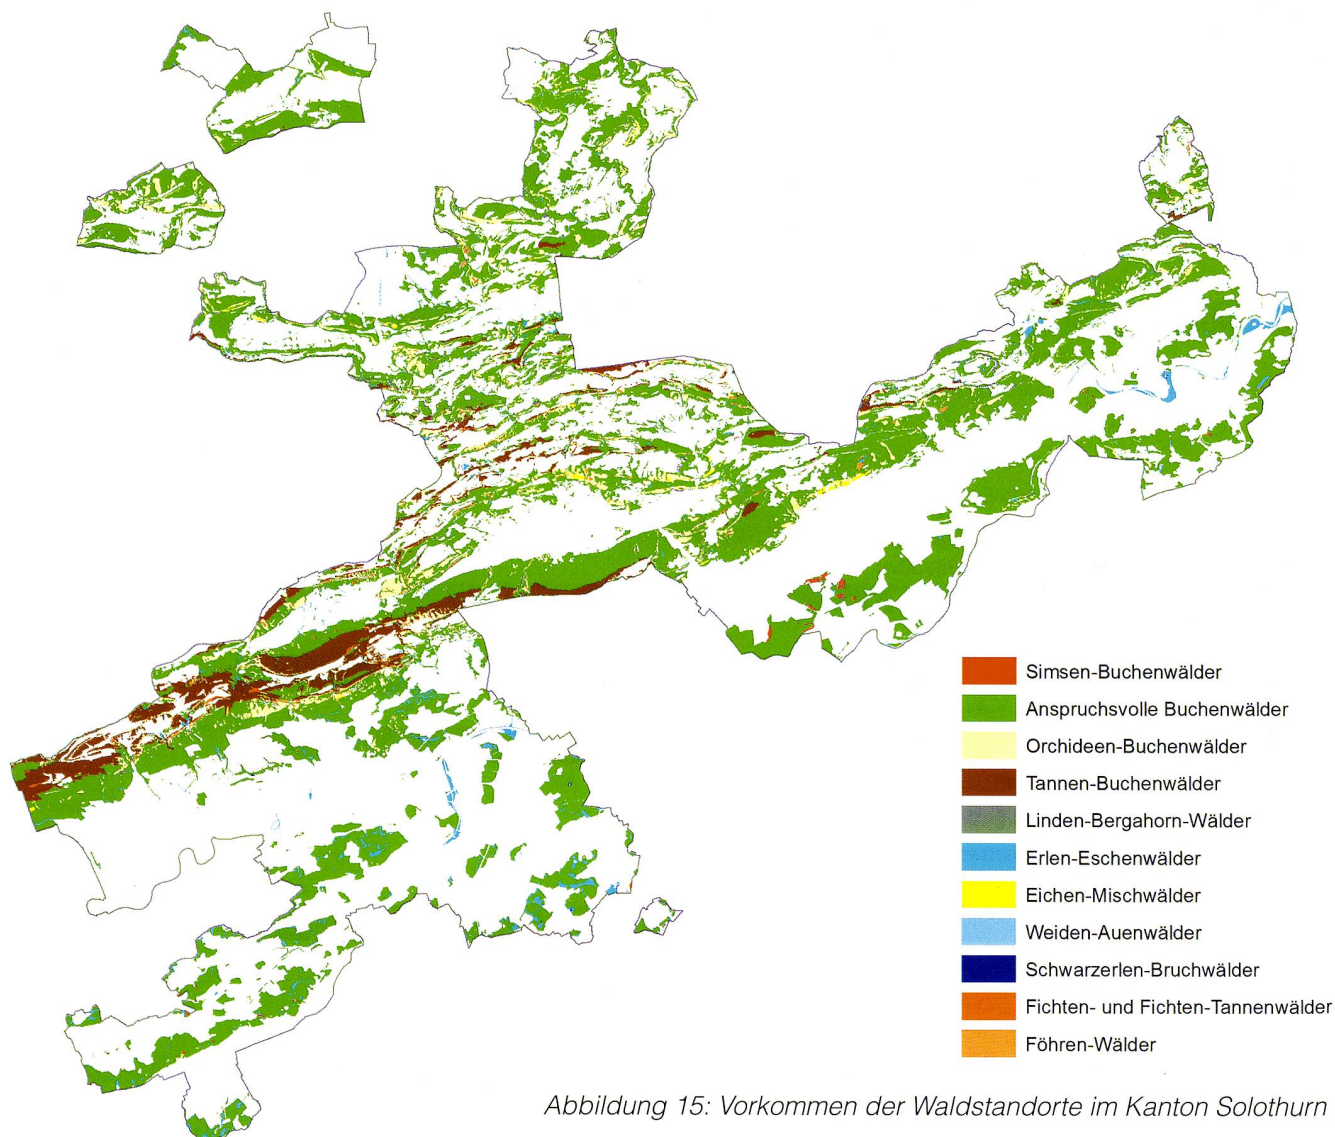 Simsen-Buchenwälder
Anspruchsvolle Buchenwälder
Orchideen-Buchenwälder
Tannen-Buchenwälder
Linden-Bergahorn-Wälder
Erlen-Eschenwälder
Eichen-Mischwälder
Weiden-Auenwälder
Schwarzerlen-Bruchwälder
Fichten- und Fichten-Tannenwälder
Föhren-Wälder
Abbildung 15: Vorkommen der Waldstandorte im Kanton Solothurn